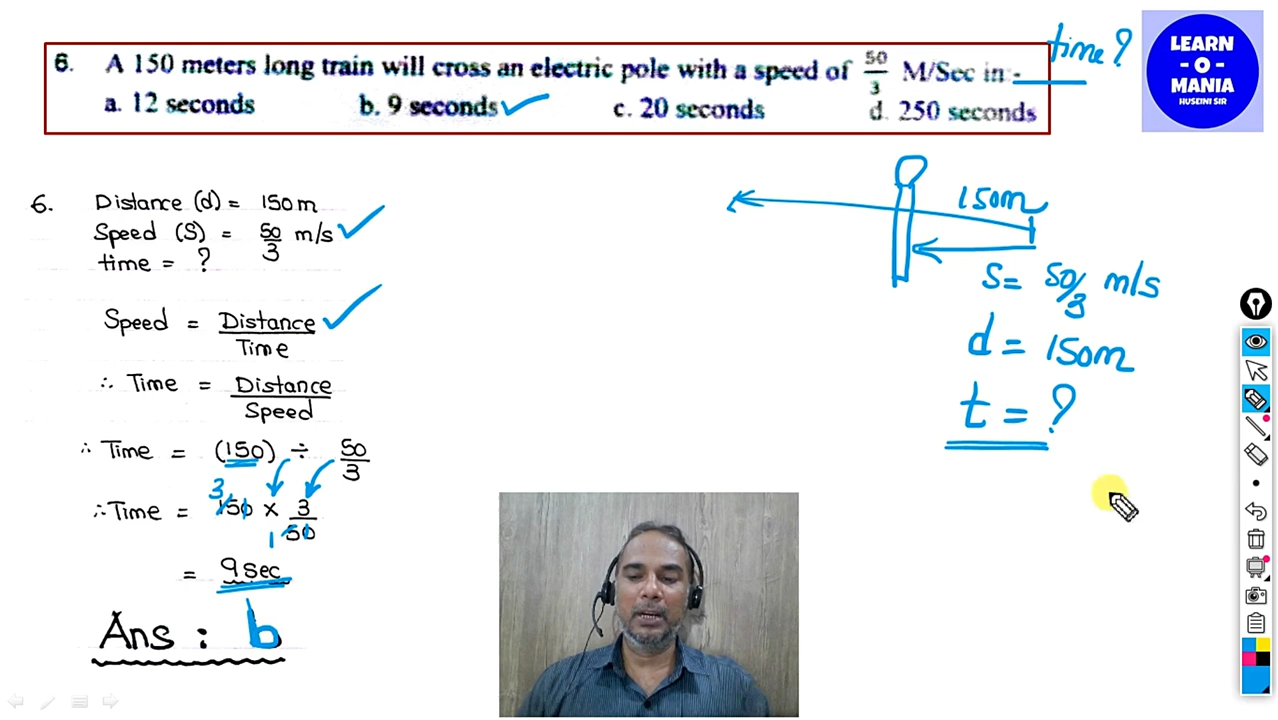 6. A 150 meters long train will cross an electric pole with a speed of 50/3 M/Sec in:-
time?
a. 12 seconds b. 9 seconds c. 20 seconds d. 250 seconds
LEARN
-O-
MANIA
HUSEINI SIR
6. Distance (d) = 150m
Speed (S) = 50/3 m/s
time = ?
Speed = Distance/Time
∴ Time = Distance/Speed
∴ Time = (150) ÷ 50/3
3
∴ Time = 150 × 3/50
1
= 9 sec
Ans : b
150m
S = 50/3 m/s
d = 150m
t = ?